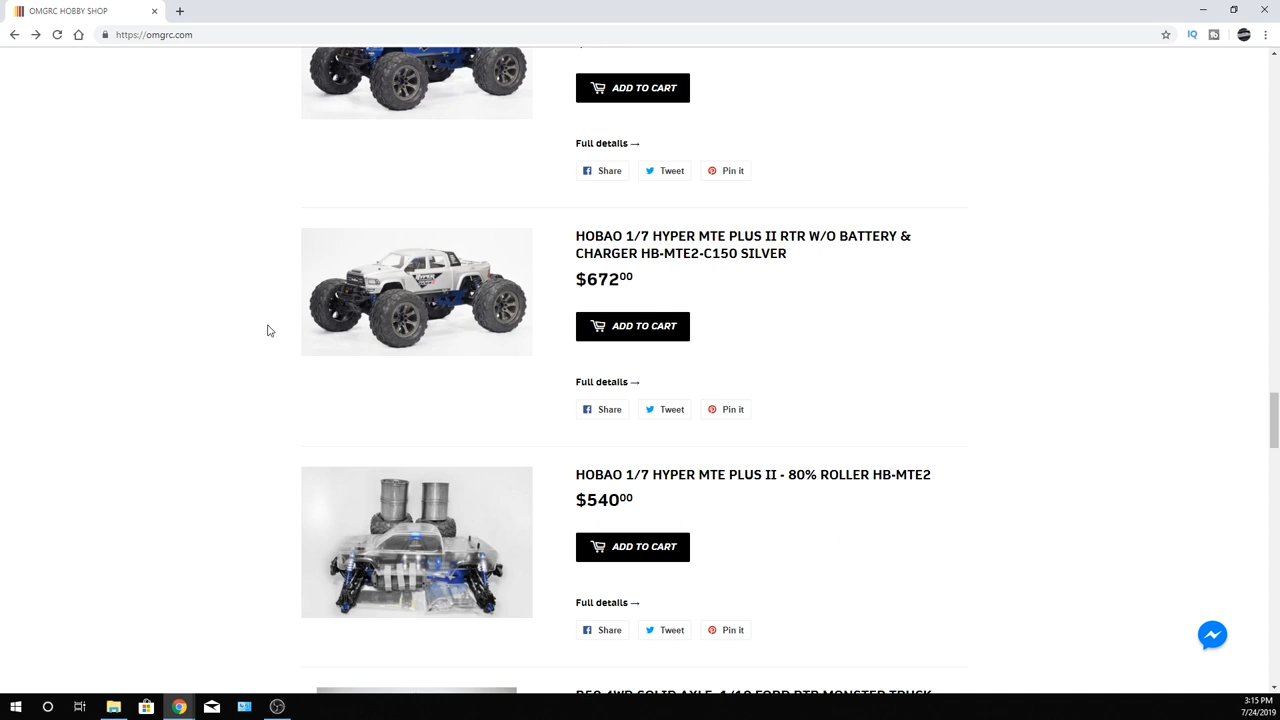 OMGRC HOBBY SHOP
https://omgrc.com
IQ
ADD TO CART
Full details →
Share Tweet Pin it
HOBAO 1/7 HYPER MTE PLUS II RTR W/O BATTERY &
CHARGER HB-MTE2-C150 SILVER
$672.00
ADD TO CART
Full details →
Share Tweet Pin it
HOBAO 1/7 HYPER MTE PLUS II - 80% ROLLER HB-MTE2
$540.00
ADD TO CART
Full details →
Share Tweet Pin it
3:15 PM
7/24/2019